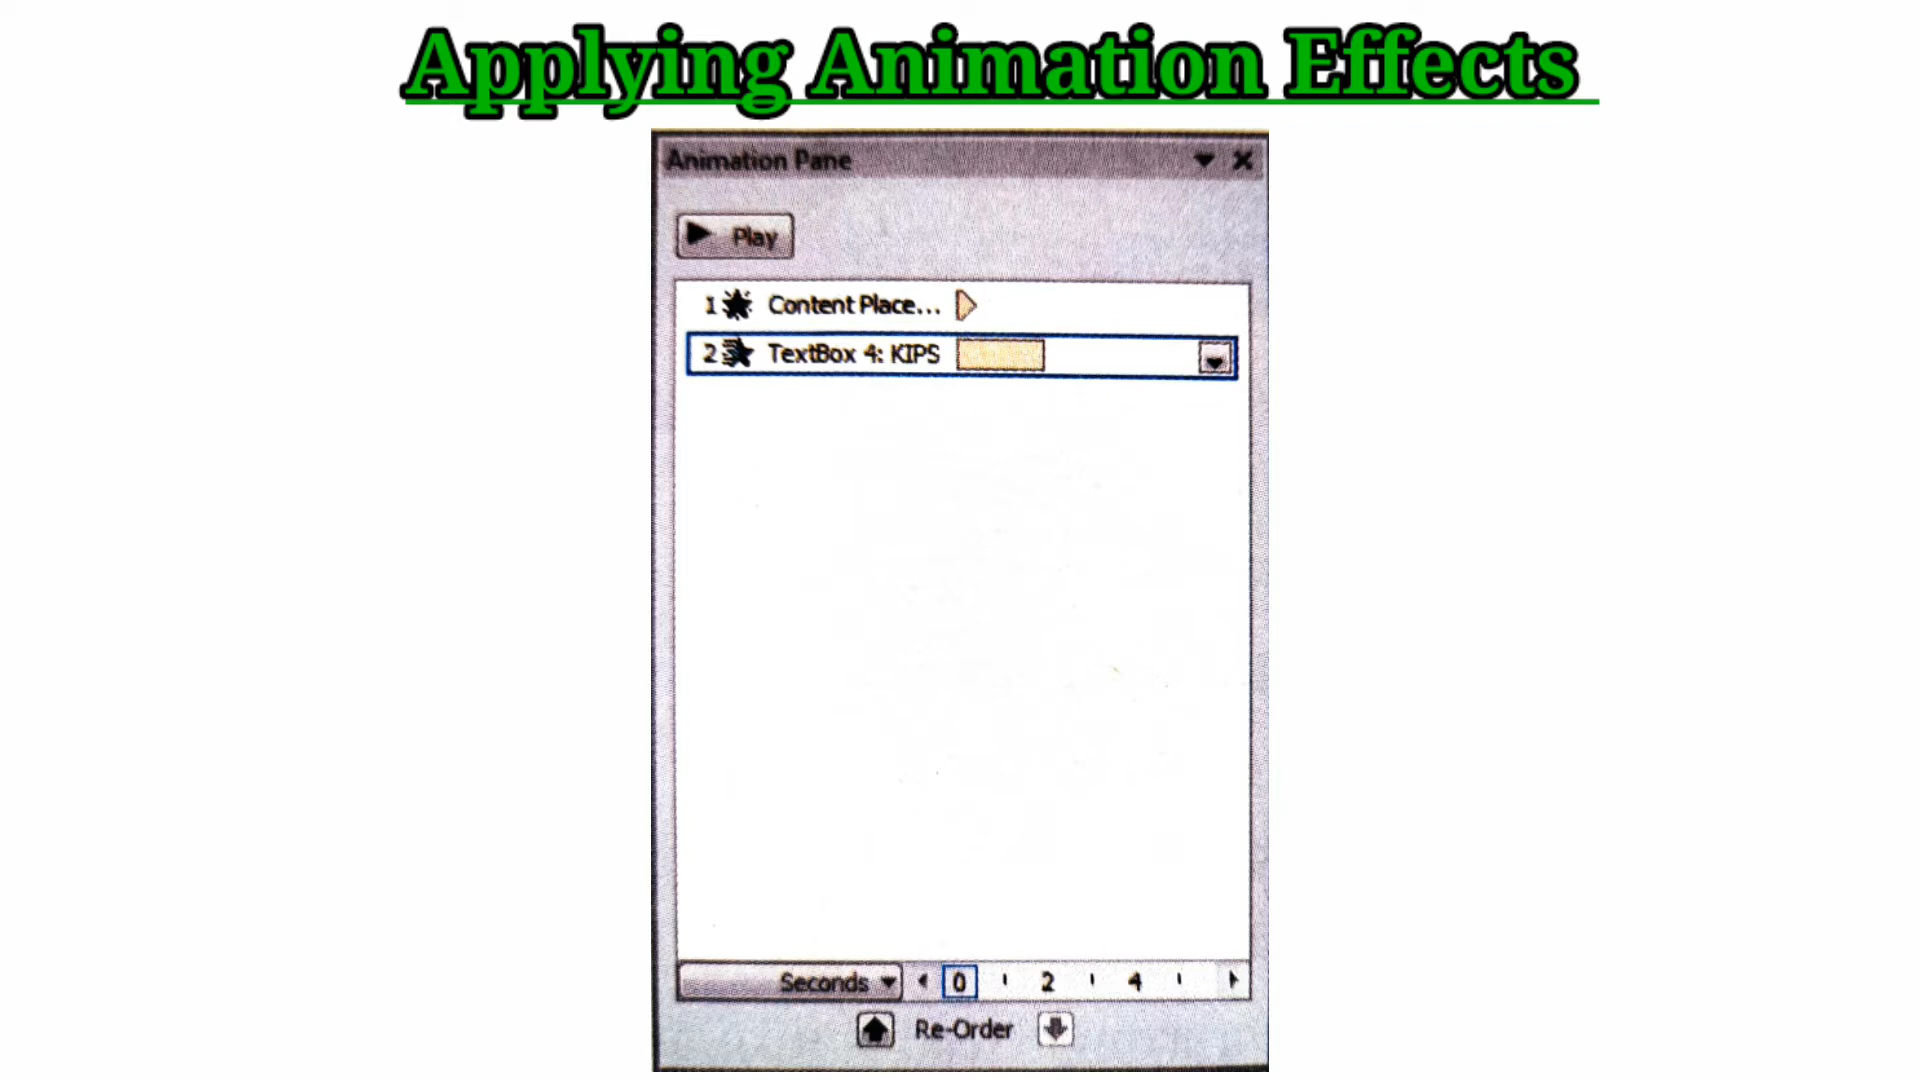 Applying Animation Effects
Animation Pane
Play
1 Content Place...
2 TextBox 4: KIPS
Seconds 0 2 4
Re-Order